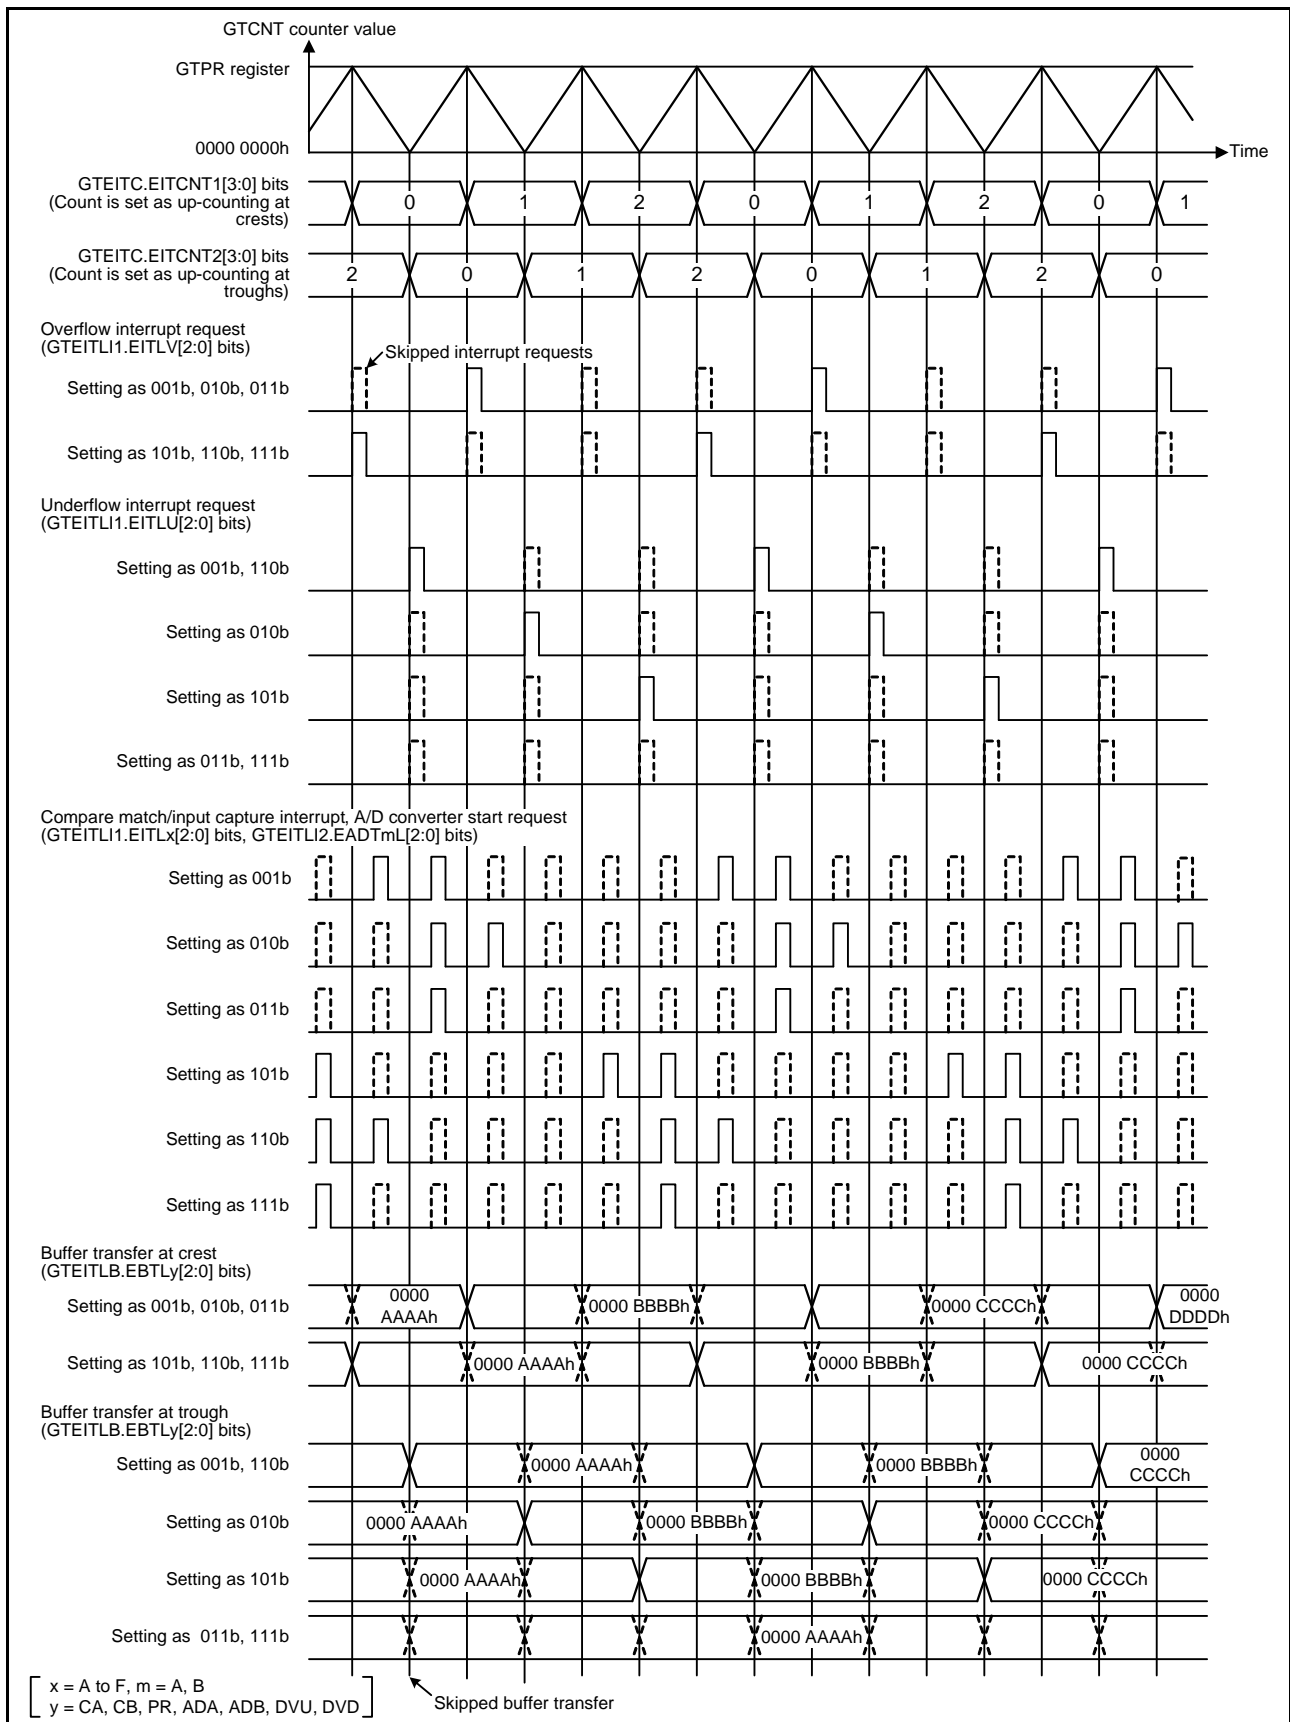 GTCNT counter value
GTPR register
0000 0000h
Time
GTEITC.EITCNT1[3:0] bits
(Count is set as up-counting at
crests)
0 1 2 0 1 2 0 1
GTEITC.EITCNT2[3:0] bits
(Count is set as up-counting at
troughs)
2 0 1 2 0 1 2 0
Overflow interrupt request
(GTEITLI1.EITLV[2:0] bits)
Skipped interrupt requests
Setting as 001b, 010b, 011b
Setting as 101b, 110b, 111b
Underflow interrupt request
(GTEITLI1.EITLU[2:0] bits)
Setting as 001b, 110b
Setting as 010b
Setting as 101b
Setting as 011b, 111b
Compare match/input capture interrupt, A/D converter start request
(GTEITLI1.EITLx[2:0] bits, GTEITLI2.EADTmL[2:0] bits)
Setting as 001b
Setting as 010b
Setting as 011b
Setting as 101b
Setting as 110b
Setting as 111b
Buffer transfer at crest
(GTEITLB.EBTLy[2:0] bits)
Setting as 001b, 010b, 011b
0000
AAAAh
0000 BBBBh
0000 CCCCh
0000
DDDDh
Setting as 101b, 110b, 111b
0000 AAAAh
0000 BBBBh
0000 CCCCh
Buffer transfer at trough
(GTEITLB.EBTLy[2:0] bits)
Setting as 001b, 110b
0000 AAAAh
0000 BBBBh
0000
CCCCh
Setting as 010b
0000 AAAAh
0000 BBBBh
0000 CCCCh
Setting as 101b
0000 AAAAh
0000 BBBBh
0000 CCCCh
Setting as 011b, 111b
0000 AAAAh
x = A to F, m = A, B
y = CA, CB, PR, ADA, ADB, DVU, DVD
Skipped buffer transfer